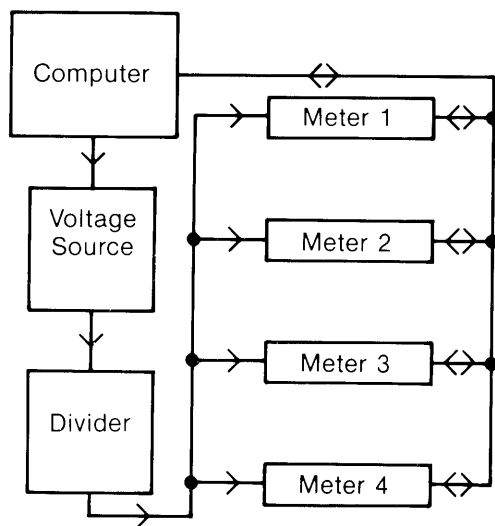 Computer
Meter 1
Voltage
Source
Meter 2
Meter 3
Divider
Meter 4